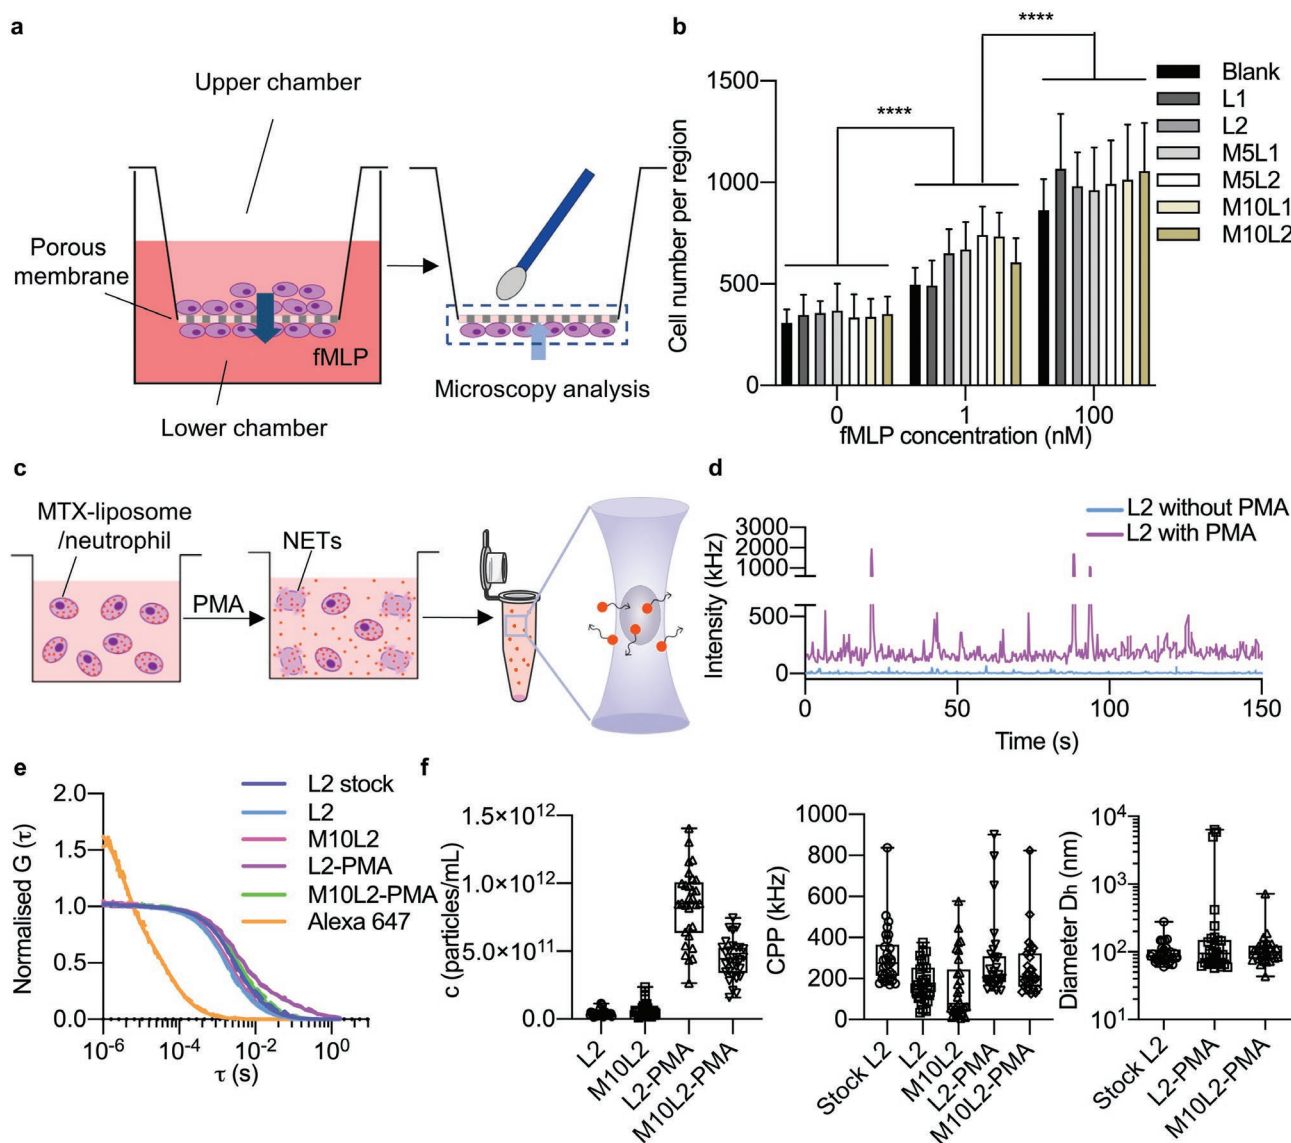 a
Upper chamber
Porous
membrane
fMLP
Lower chamber
Microscopy analysis
b
****
****
Cell number per region
1500
1000
500
0
0
1
100
fMLP concentration (nM)
Blank
L1
L2
M5L1
M5L2
M10L1
M10L2
c
MTX-liposome
/neutrophil
PMA
NETs
d
L2 without PMA
L2 with PMA
Intensity (kHz)
3000
2000
1000
500
0
0
50
100
150
Time (s)
e
Normalised G (τ)
2.0
1.5
1.0
0.5
0.0
10-6
10-4
10-2
100
τ (s)
L2 stock
L2
M10L2
L2-PMA
M10L2-PMA
Alexa 647
f
c (particles/mL)
1.5×1012
1.0×1012
5.0×1011
0.0
L2
M10L2
L2-PMA
M10L2-PMA
CPP (kHz)
1000
800
600
400
200
0
Stock L2
L2
M10L2
L2-PMA
M10L2-PMA
Diameter Dh (nm)
104
103
102
101
Stock L2
L2-PMA
M10L2-PMA